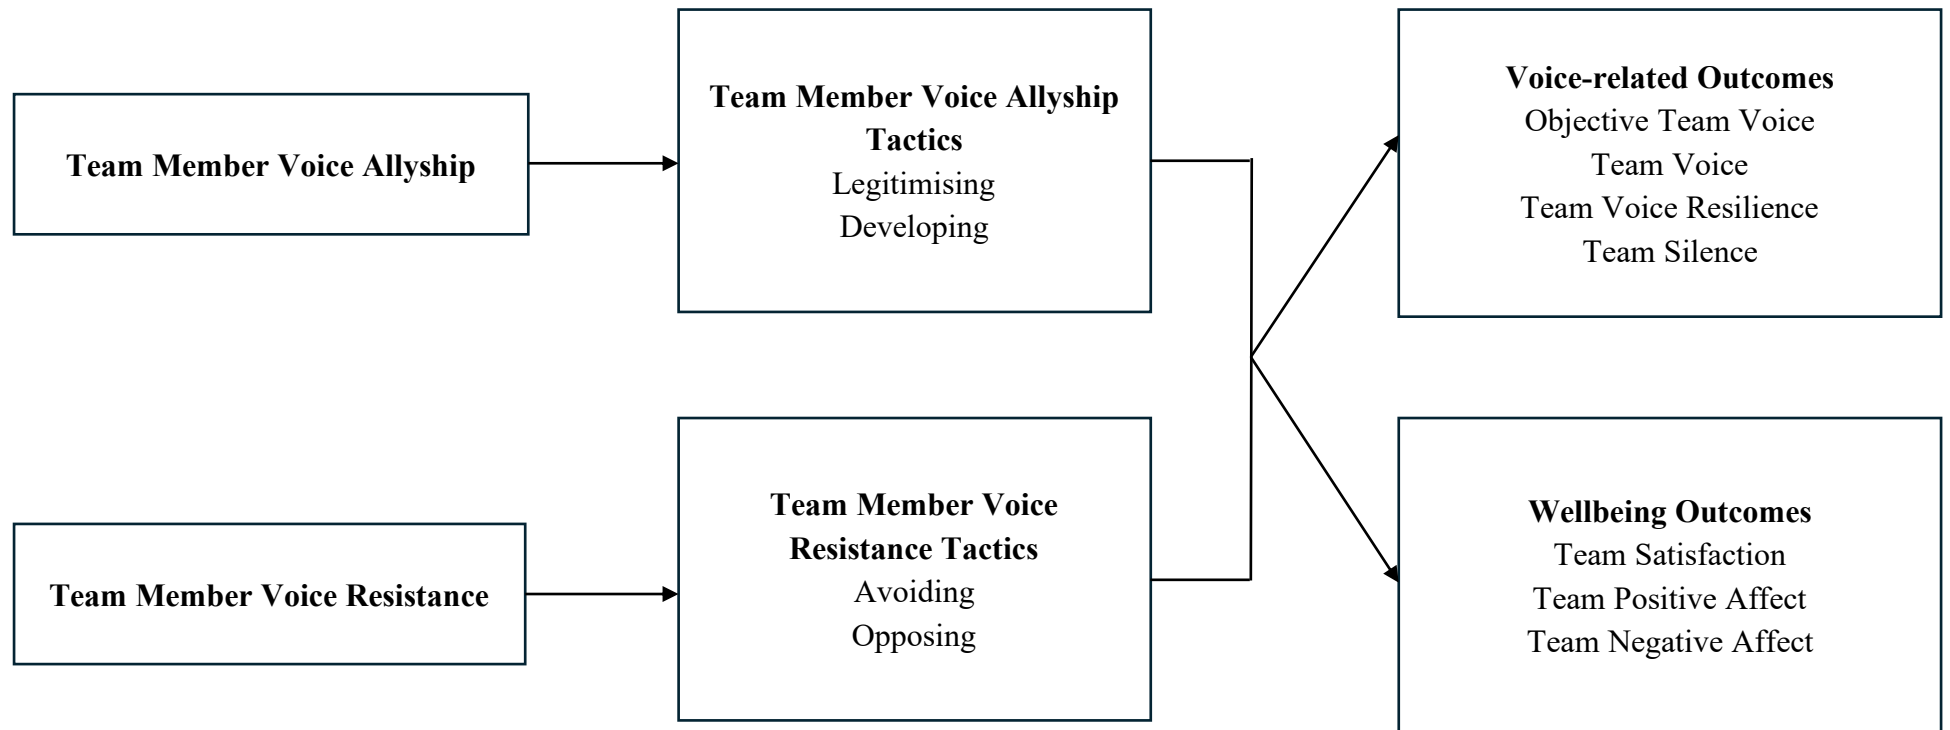 Team Member Voice Allyship
Team Member Voice Allyship
Tactics
Legitimising
Developing
Voice-related Outcomes
Objective Team Voice
Team Voice
Team Voice Resilience
Team Silence
Team Member Voice Resistance
Team Member Voice
Resistance Tactics
Avoiding
Opposing
Wellbeing Outcomes
Team Satisfaction
Team Positive Affect
Team Negative Affect